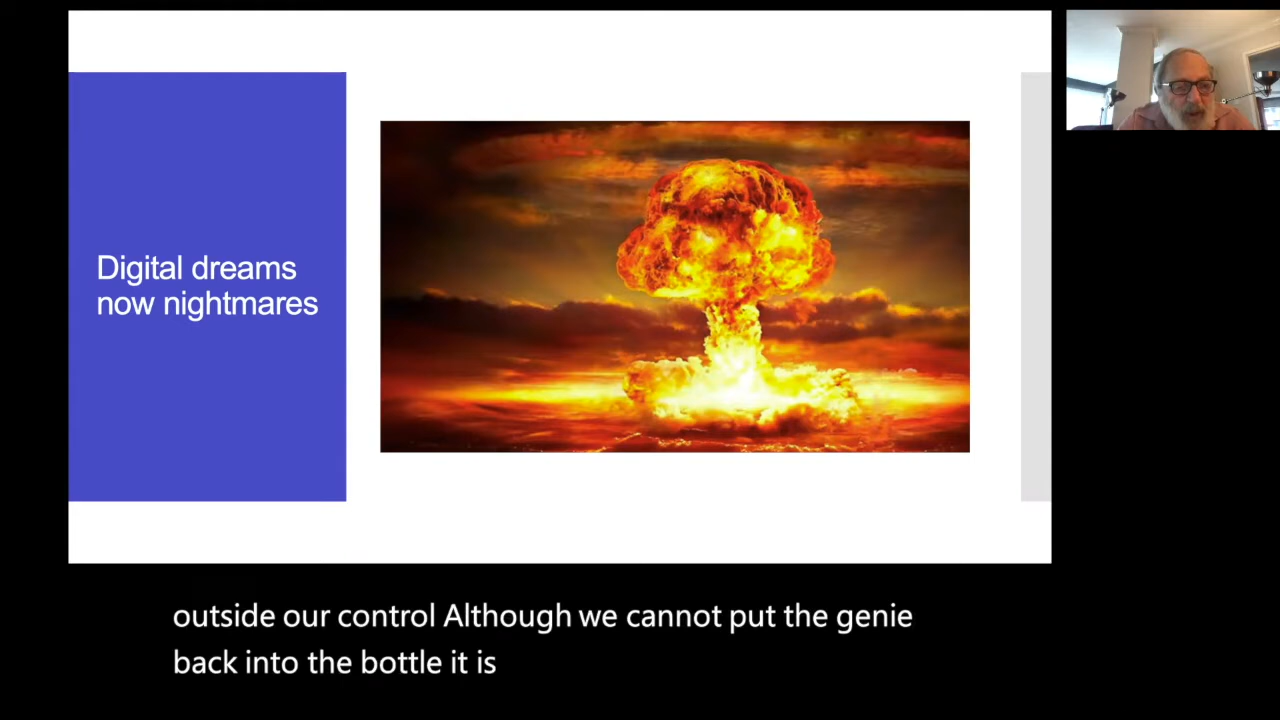 Digital dreams
now nightmares
outside our control Although we cannot put the genie
back into the bottle it is